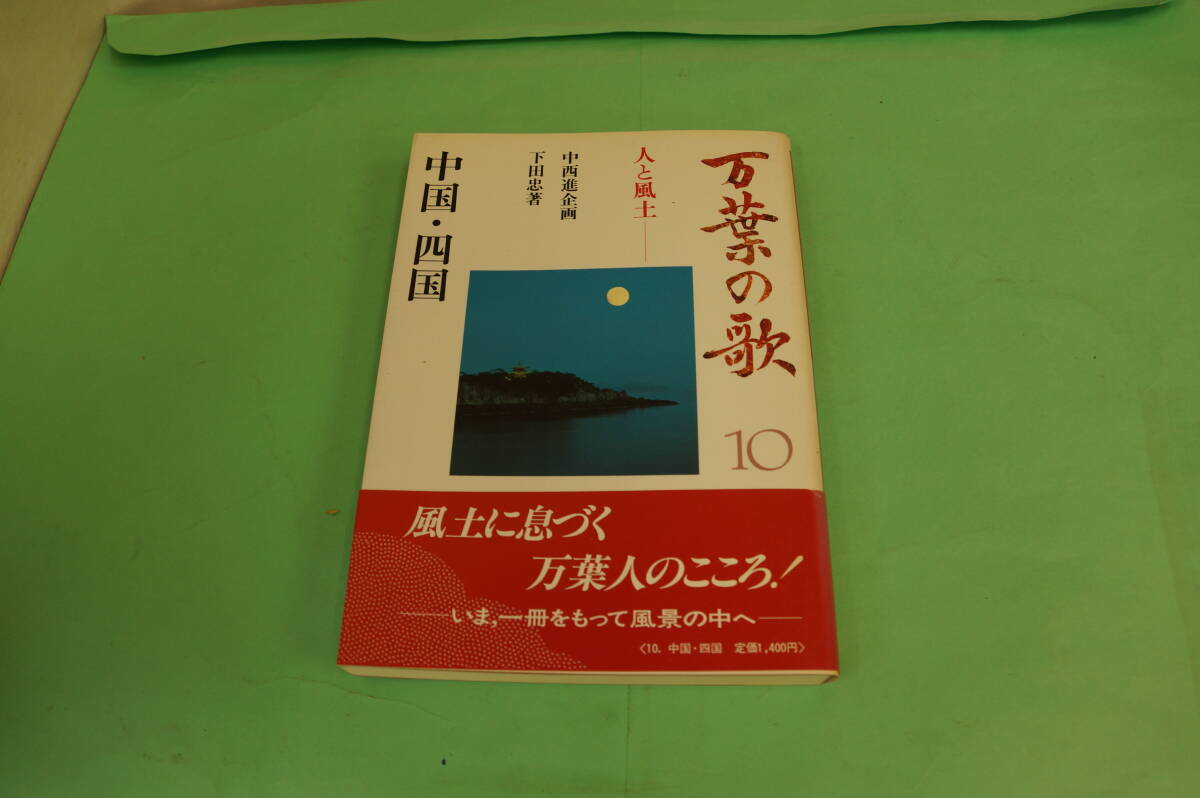 万葉の歌
人と風土
中西進企画
下田忠著
中国・四国
10
風土に息づく
万葉人のこころ!
いま,一冊をもって風景の中へ
〈10. 中国・四国 定価1,400円〉